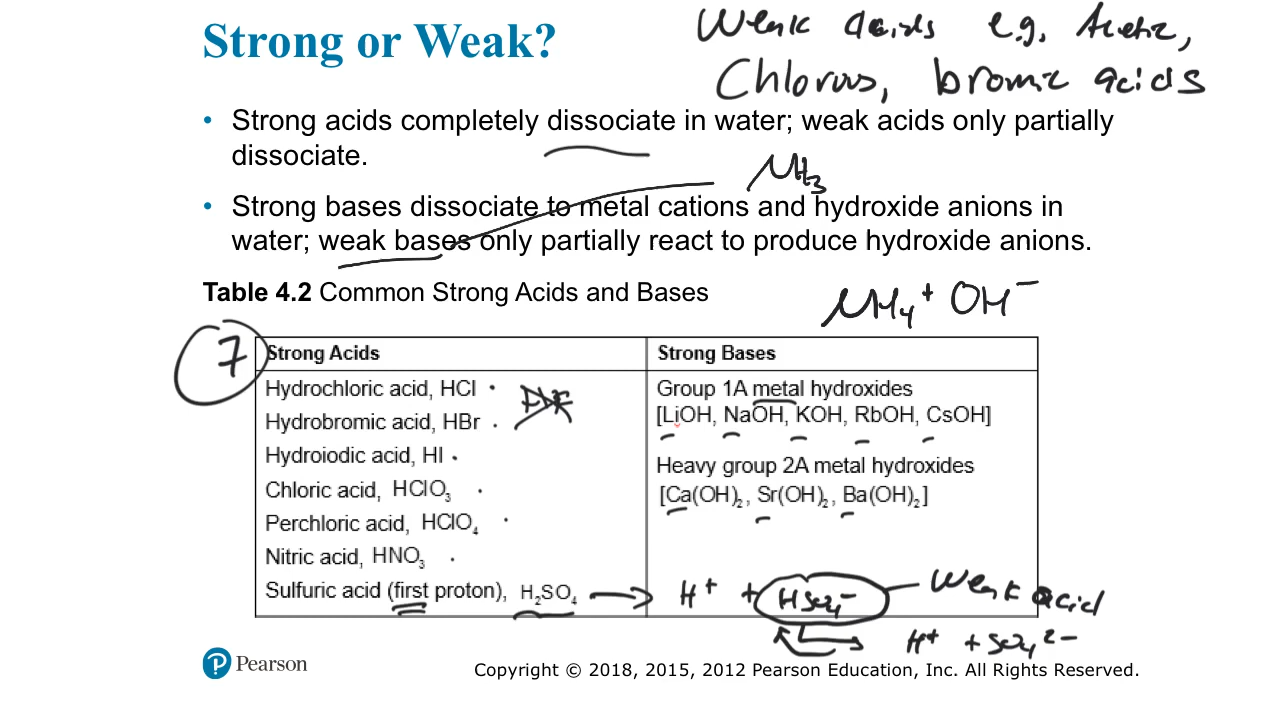 Strong or Weak?
Weak acids e.g. Acetic,
Chlorous, bromic acids
• Strong acids completely dissociate in water; weak acids only partially
dissociate.
NH₃
• Strong bases dissociate to metal cations and hydroxide anions in
water; weak bases only partially react to produce hydroxide anions.
Table 4.2 Common Strong Acids and Bases
NH₄⁺ OH⁻
7
Strong Acids Strong Bases
Hydrochloric acid, HCl Group 1A metal hydroxides
Hydrobromic acid, HBr [LiOH, NaOH, KOH, RbOH, CsOH]
Hydroiodic acid, HI Heavy group 2A metal hydroxides
Chloric acid, HClO₃ [Ca(OH)₂, Sr(OH)₂, Ba(OH)₂]
Perchloric acid, HClO₄
Nitric acid, HNO₃
Sulfuric acid (first proton), H₂SO₄ → H⁺ + HSO₄⁻ Weak acid
H⁺ + SO₄²⁻
Pearson
Copyright © 2018, 2015, 2012 Pearson Education, Inc. All Rights Reserved.